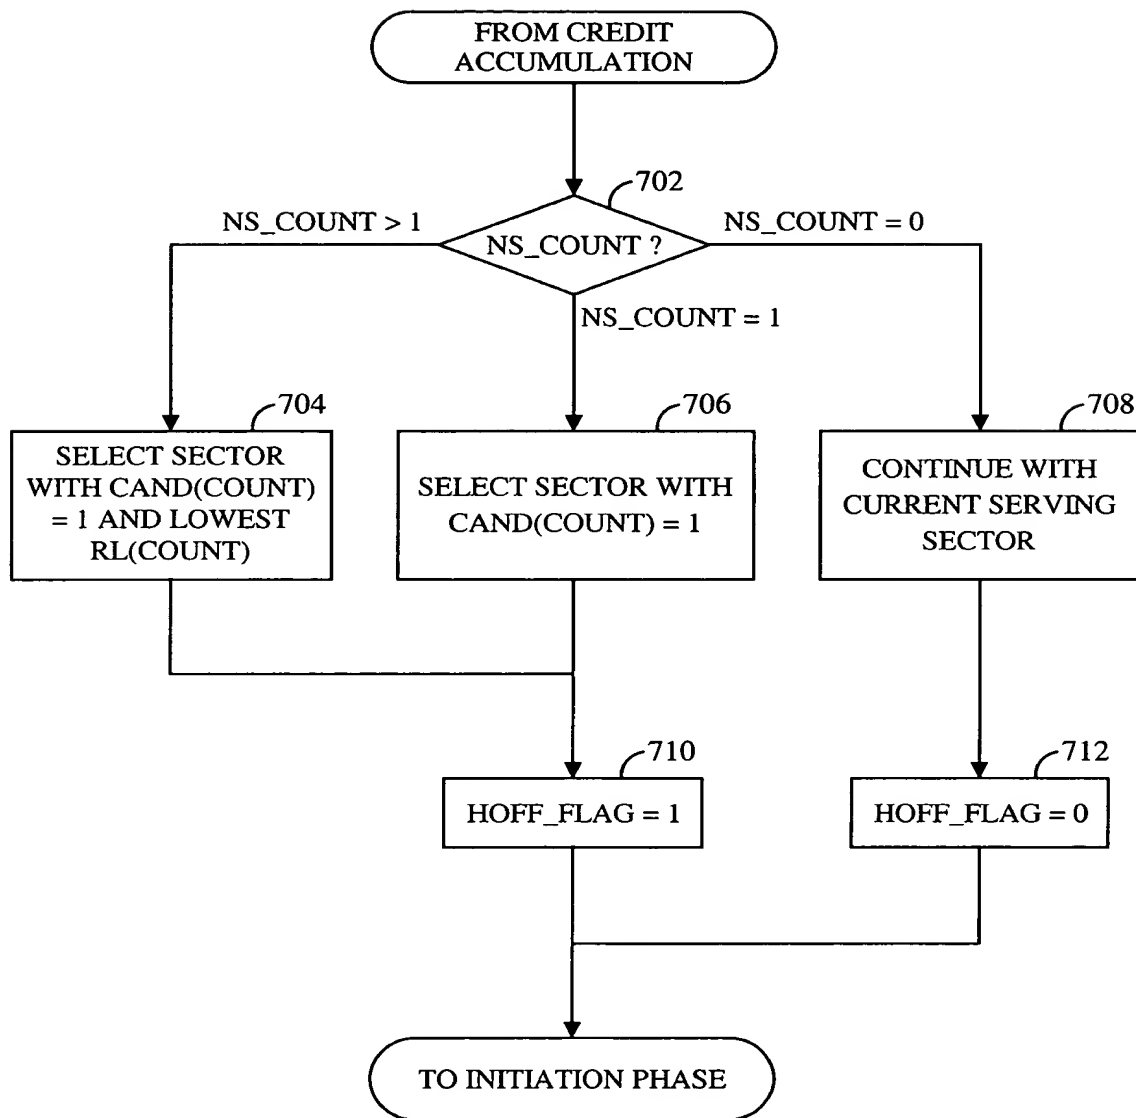 FROM CREDIT
ACCUMULATION
702
NS_COUNT > 1
NS_COUNT ?
NS_COUNT = 0
NS_COUNT = 1
704
SELECT SECTOR
WITH CAND(COUNT)
= 1 AND LOWEST
RL(COUNT)
706
SELECT SECTOR WITH
CAND(COUNT) = 1
708
CONTINUE WITH
CURRENT SERVING
SECTOR
710
HOFF_FLAG = 1
712
HOFF_FLAG = 0
TO INITIATION PHASE